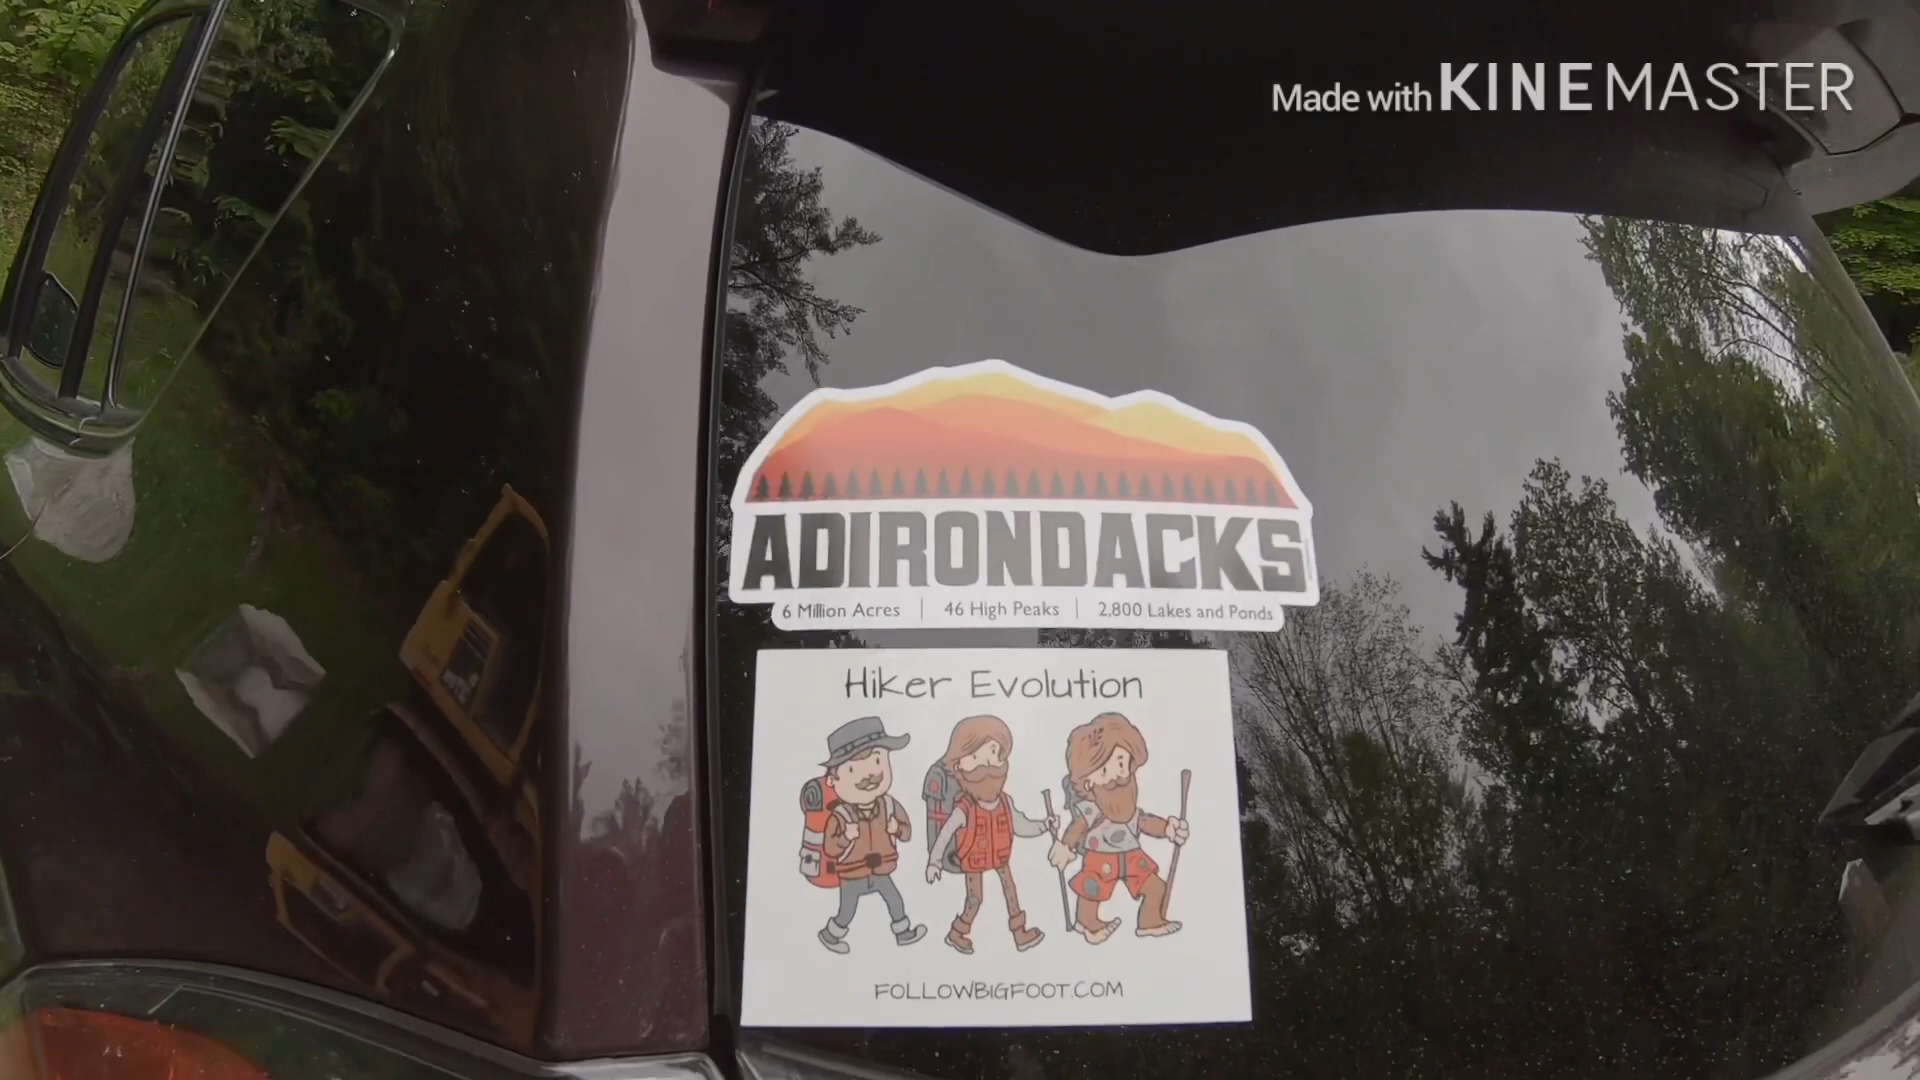 Made with KINEMASTER
ADIRONDACKS
6 Million Acres | 46 High Peaks | 2,800 Lakes and Ponds
Hiker Evolution
FOLLOWBIGFOOT.COM